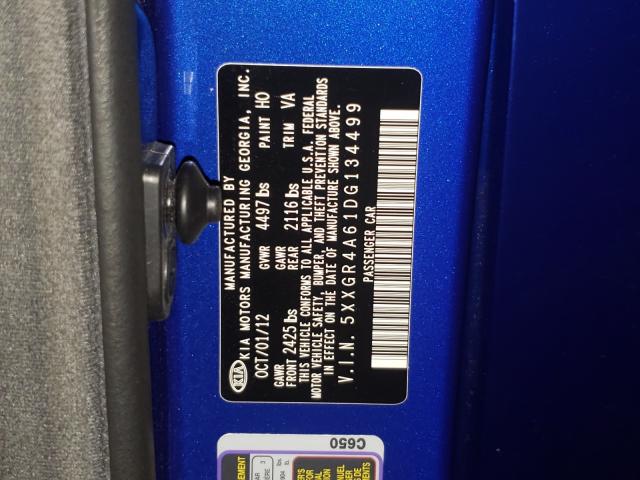 KIA
MANUFACTURED BY
KIA MOTORS MANUFACTURING GEORGIA, INC.
OCT/01/12 GVWR 4497 lbs PAINT HO
GAWR FRONT 2425 lbs GAWR REAR 2116 lbs TRIM VA
THIS VEHICLE CONFORMS TO ALL APPLICABLE U.S.A. FEDERAL
MOTOR VEHICLE SAFETY, BUMPER, AND THEFT PREVENTION STANDARDS
IN EFFECT ON THE DATE OF MANUFACTURE SHOWN ABOVE.
V.I.N. 5XXGR4A61DG134499
PASSENGER CAR
C650